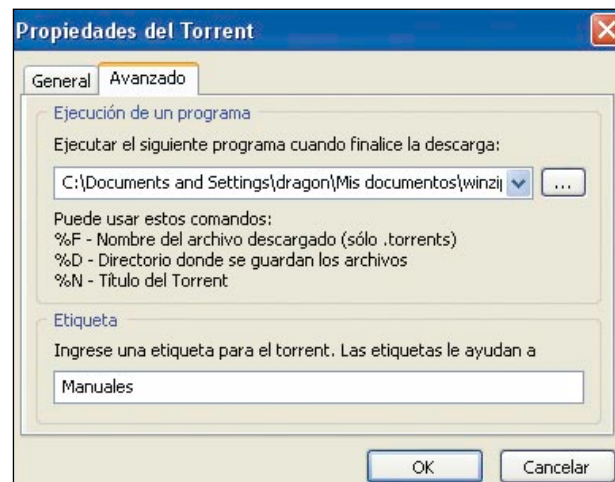 Propiedades del Torrent
General
Avanzado
Ejecución de un programa
Ejecutar el siguiente programa cuando finalice la descarga:
C:\Documents and Settings\dragon\Mis documentos\winzip ...
Puede usar estos comandos:
%F - Nombre del archivo descargado (sólo .torrents)
%D - Directorio donde se guardan los archivos
%N - Título del Torrent
Etiqueta
Ingrese una etiqueta para el torrent. Las etiquetas le ayudan a
Manuales
OK Cancelar